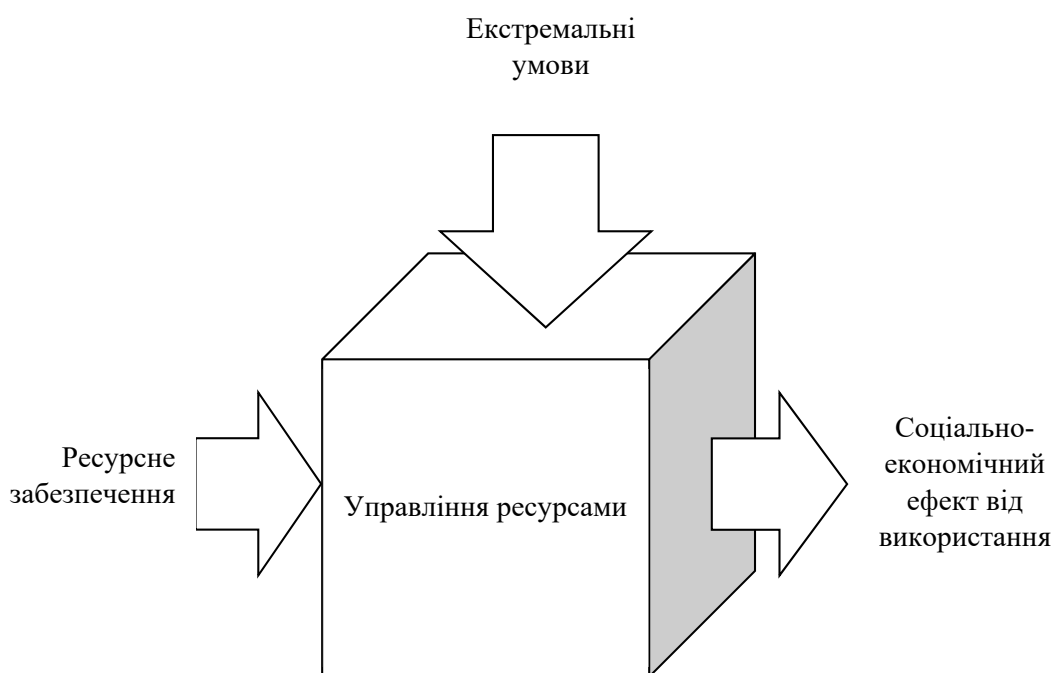 Екстремальні
умови
Ресурсне
забезпечення
Управління ресурсами
Соціально-
економічний
ефект від
використання